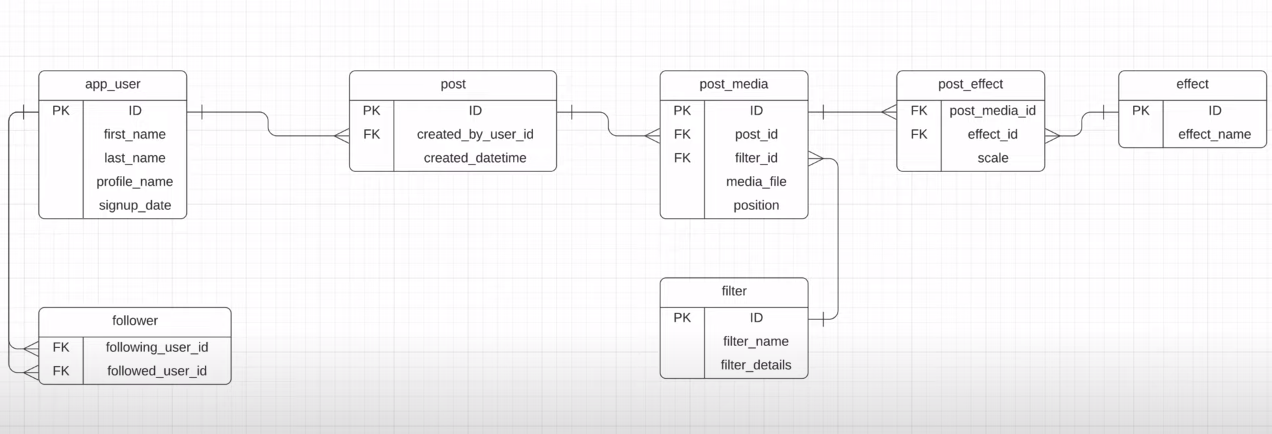 app_user
PK ID
first_name
last_name
profile_name
signup_date
post
PK ID
FK created_by_user_id
created_datetime
post_media
PK ID
FK post_id
FK filter_id
media_file
position
post_effect
FK post_media_id
FK effect_id
scale
effect
PK ID
effect_name
follower
FK following_user_id
FK followed_user_id
filter
PK ID
filter_name
filter_details